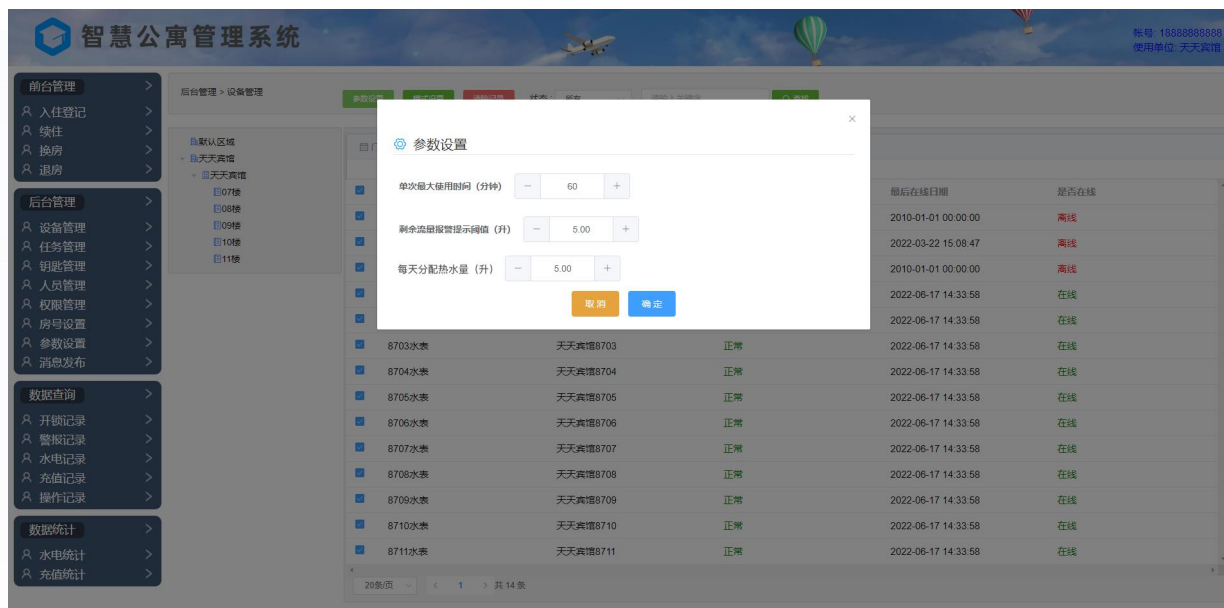 智慧公寓管理系统
帐号: 18888888888
使用单位: 天天宾馆
前台管理
入住登记
续住
换房
退房
后台管理
设备管理
任务管理
钥匙管理
人员管理
权限管理
房号设置
参数设置
消息发布
数据查询
开锁记录
警报记录
水电记录
充值记录
操作记录
数据统计
水电统计
充值统计
后台管理 > 设备管理
参数设置
状态: 所有
默认区域
天天宾馆
天天宾馆
07楼
08楼
09楼
10楼
11楼
参数设置
单次最大使用时间 (分钟) － 60 ＋
剩余流量报警提示阈值 (升) － 5.00 ＋
每天分配热水量 (升) － 5.00 ＋
取消 确定
最后在线日期 是否在线
2010-01-01 00:00:00 离线
2022-03-22 15:08:47 离线
2010-01-01 00:00:00 离线
2022-06-17 14:33:58 在线
2022-06-17 14:33:58 在线
8703水表 天天宾馆8703 正常 2022-06-17 14:33:58 在线
8704水表 天天宾馆8704 正常 2022-06-17 14:33:58 在线
8705水表 天天宾馆8705 正常 2022-06-17 14:33:58 在线
8706水表 天天宾馆8706 正常 2022-06-17 14:33:58 在线
8707水表 天天宾馆8707 正常 2022-06-17 14:33:58 在线
8708水表 天天宾馆8708 正常 2022-06-17 14:33:58 在线
8709水表 天天宾馆8709 正常 2022-06-17 14:33:58 在线
8710水表 天天宾馆8710 正常 2022-06-17 14:33:58 在线
8711水表 天天宾馆8711 正常 2022-06-17 14:33:58 在线
20条/页 < 1 > 共 14 条